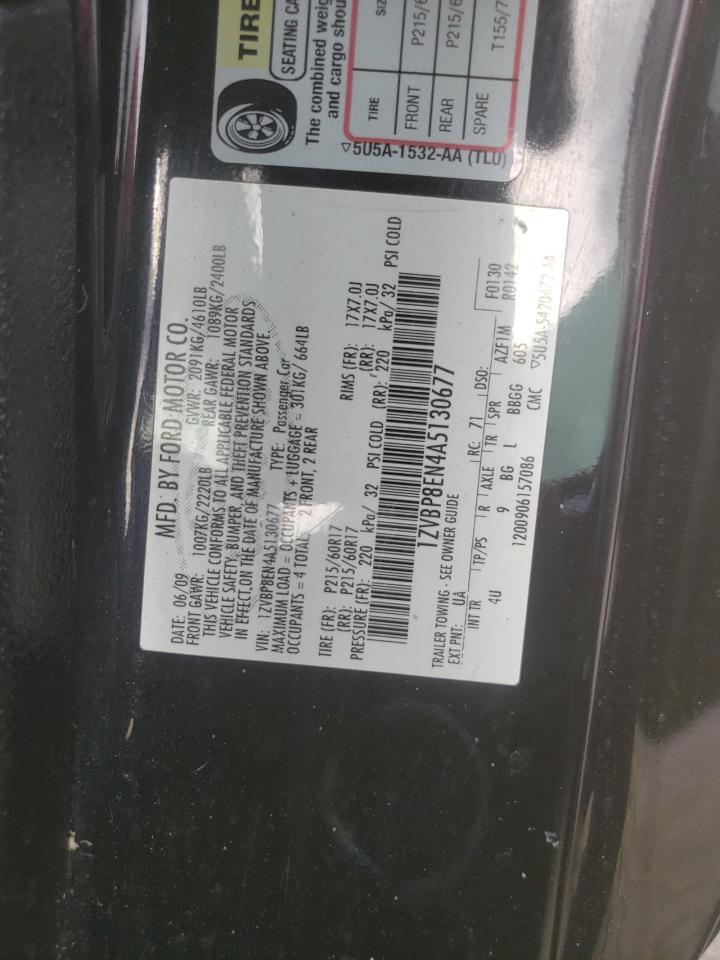 TIRE
SEATING CA
The combined weig
and cargo shou
TIRE SIZ
FRONT P215/6
REAR P215/6
SPARE T155/7
5U5A-1532-AA (TLU)
MFD. BY FORD MOTOR CO.
DATE: 06/09 GVWR: 2091KG/4610LB
FRONT GAWR: 1007KG/2220LB REAR GAWR: 1089KG/2400LB
THIS VEHICLE CONFORMS TO ALL APPLICABLE FEDERAL MOTOR
VEHICLE SAFETY, BUMPER, AND THEFT PREVENTION STANDARDS
IN EFFECT ON THE DATE OF MANUFACTURE SHOWN ABOVE.
VIN: 1ZVBP8EN4A5130677 TYPE: Passenger Car
MAXIMUM LOAD = OCCUPANTS + LUGGAGE = 301KG/ 664LB
OCCUPANTS = 4 TOTAL, 2 FRONT, 2 REAR
TIRE (FR): P215/60R17 RIMS (FR): 17X7.0J
(RR): P215/60R17 (RR): 17X7.0J
PRESSURE (FR): 220 kPa/ 32 PSI COLD (RR): 220 kPa/ 32 PSI COLD
1ZVBP8EN4A5130677
TRAILER TOWING - SEE OWNER GUIDE
EXT PNT: UA RC: 71 DSO: F0130
INT TR TP/PS R AXLE TR SPR AZF1M R0142
4U 9 BG L BBGG 605
1200906157086 CMC 5U5A-5420472-AA